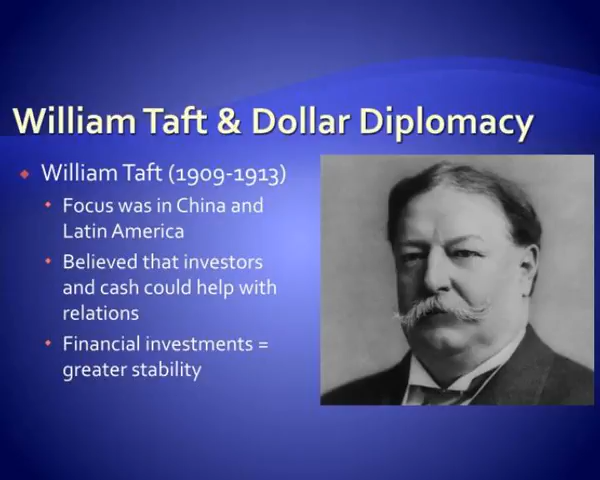 William Taft & Dollar Diplomacy
William Taft (1909-1913)
Focus was in China and
Latin America
Believed that investors
and cash could help with
relations
Financial investments =
greater stability